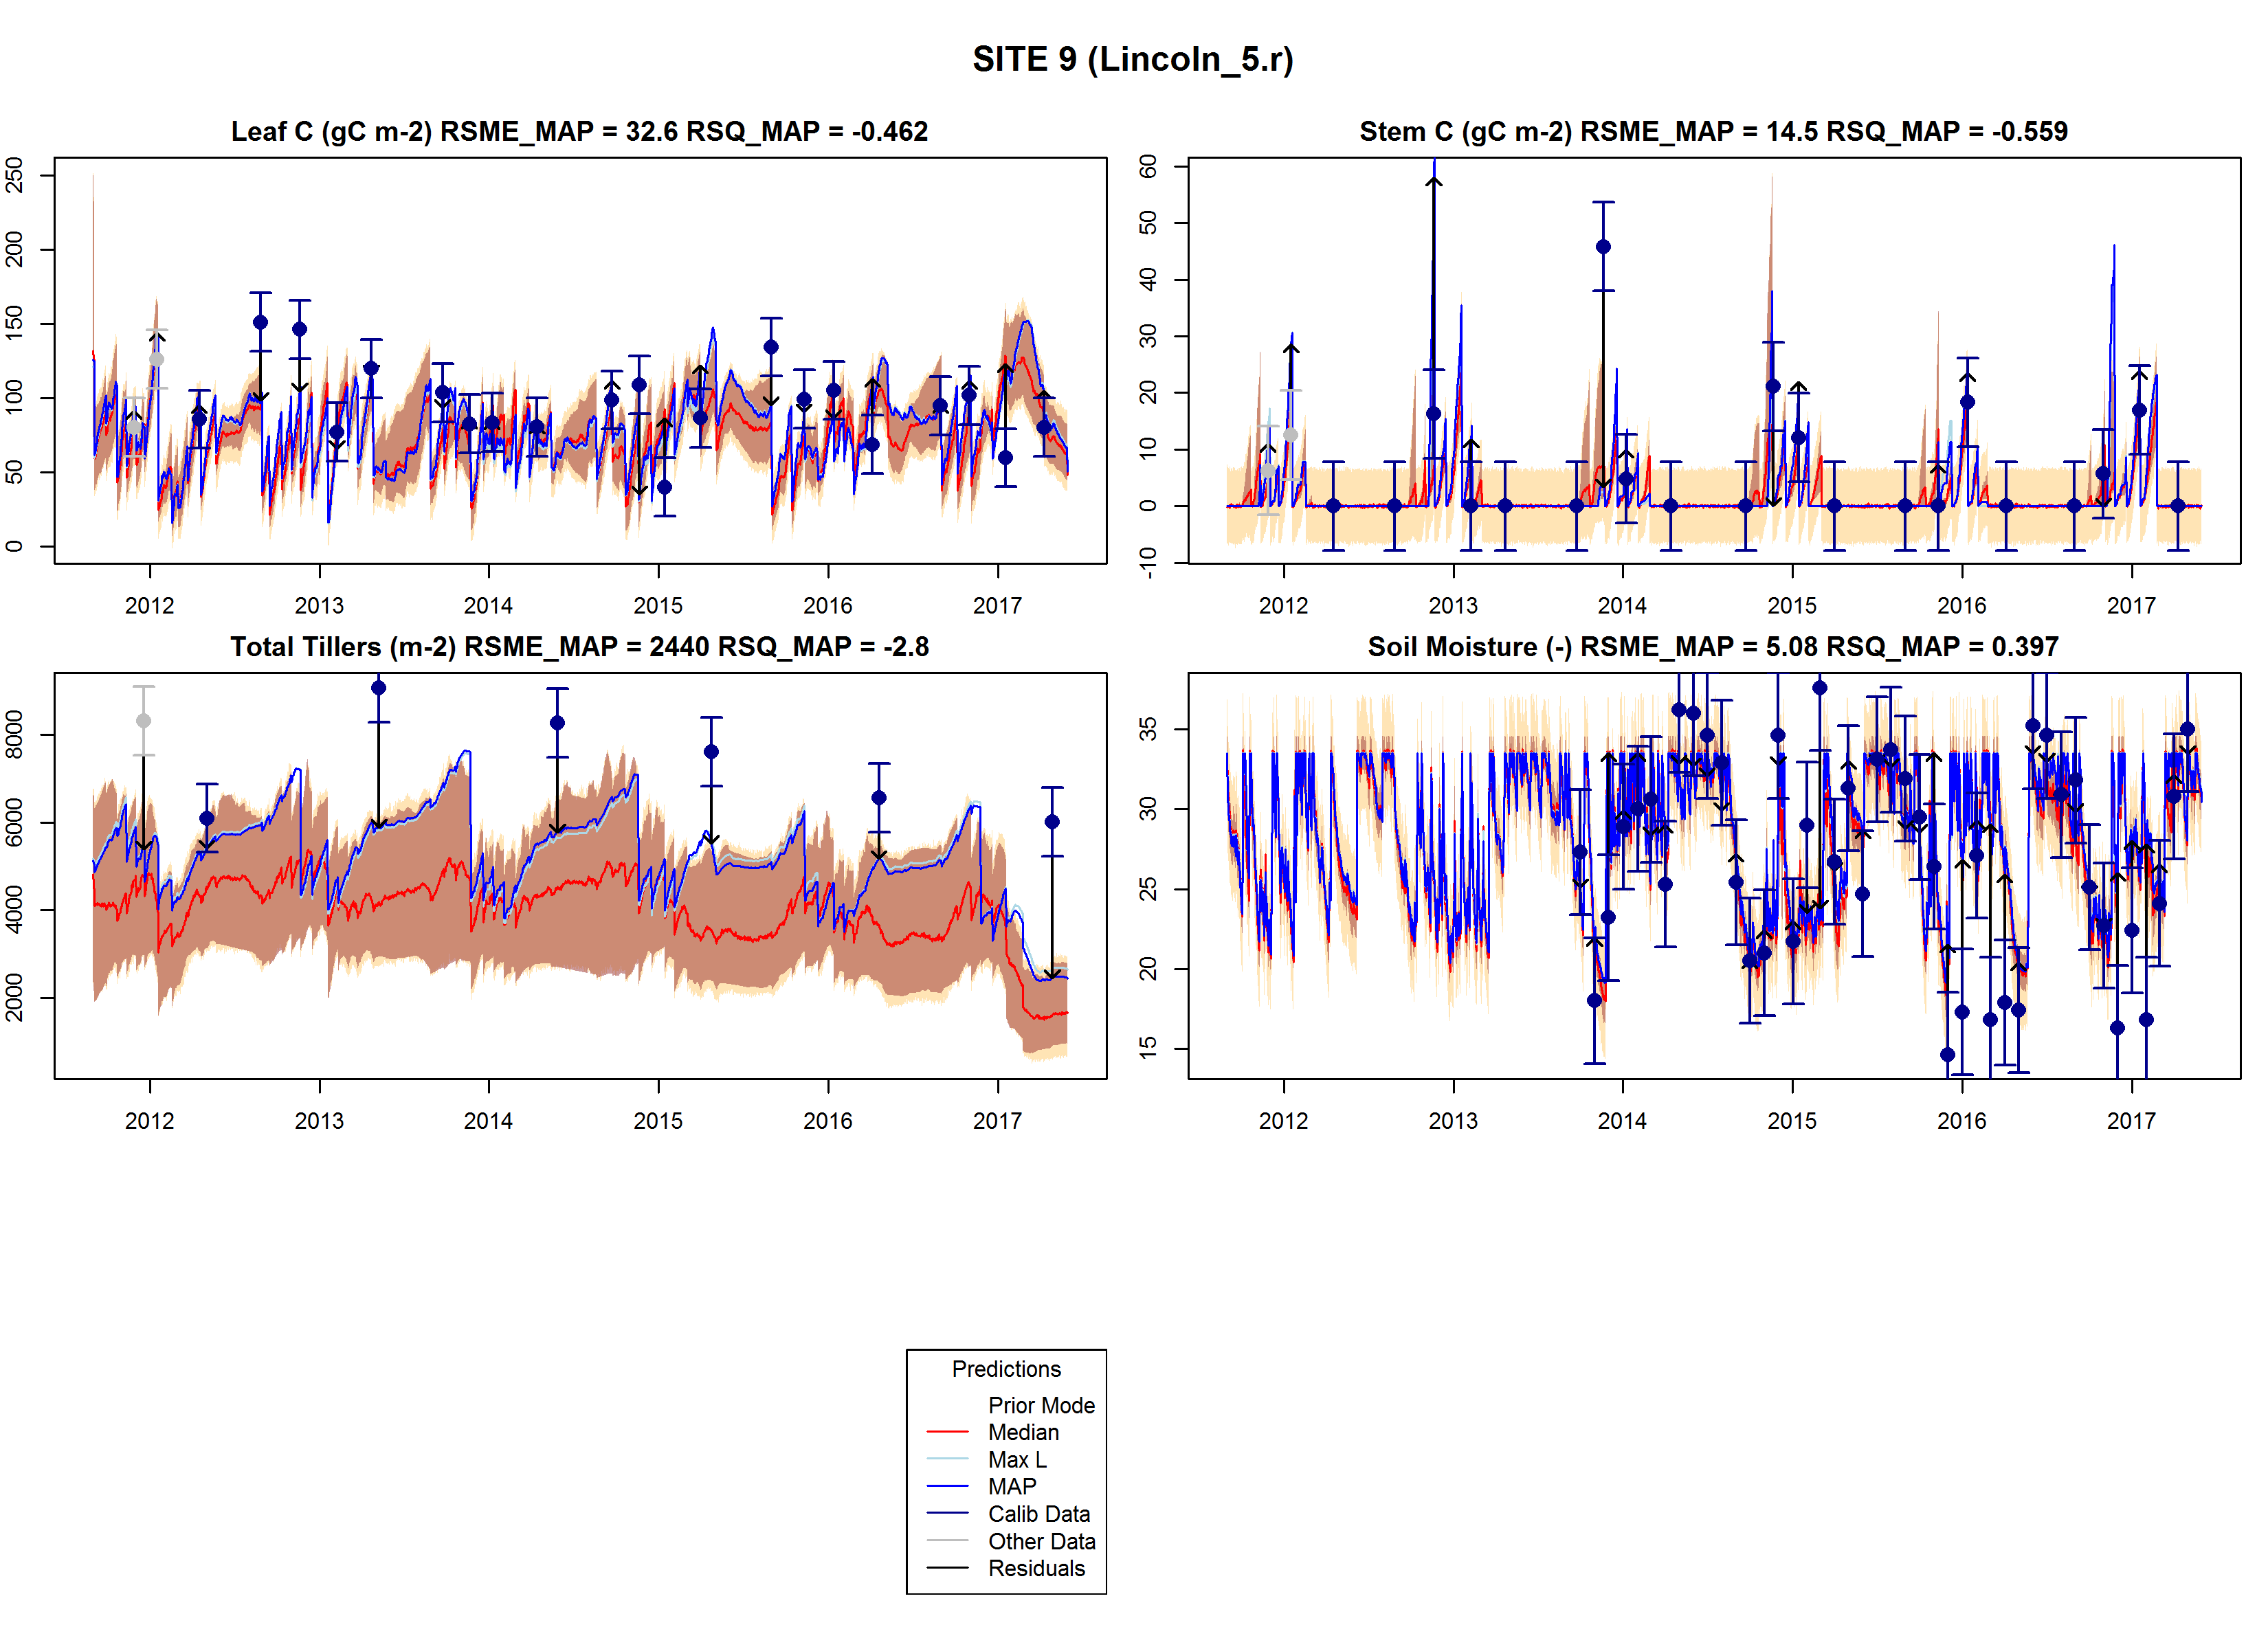 SITE 9 (Lincoln_5.r)
Leaf C (gC m-2) RSME_MAP = 32.6 RSQ_MAP = -0.462
250
200
150
100
50
0
2012 2013 2014 2015 2016 2017
Stem C (gC m-2) RSME_MAP = 14.5 RSQ_MAP = -0.559
60
50
40
30
20
10
0
-10
2012 2013 2014 2015 2016 2017
Total Tillers (m-2) RSME_MAP = 2440 RSQ_MAP = -2.8
8000
6000
4000
2000
2012 2013 2014 2015 2016 2017
Soil Moisture (-) RSME_MAP = 5.08 RSQ_MAP = 0.397
35
30
25
20
15
2012 2013 2014 2015 2016 2017
Predictions
Prior Mode
Median
Max L
MAP
Calib Data
Other Data
Residuals